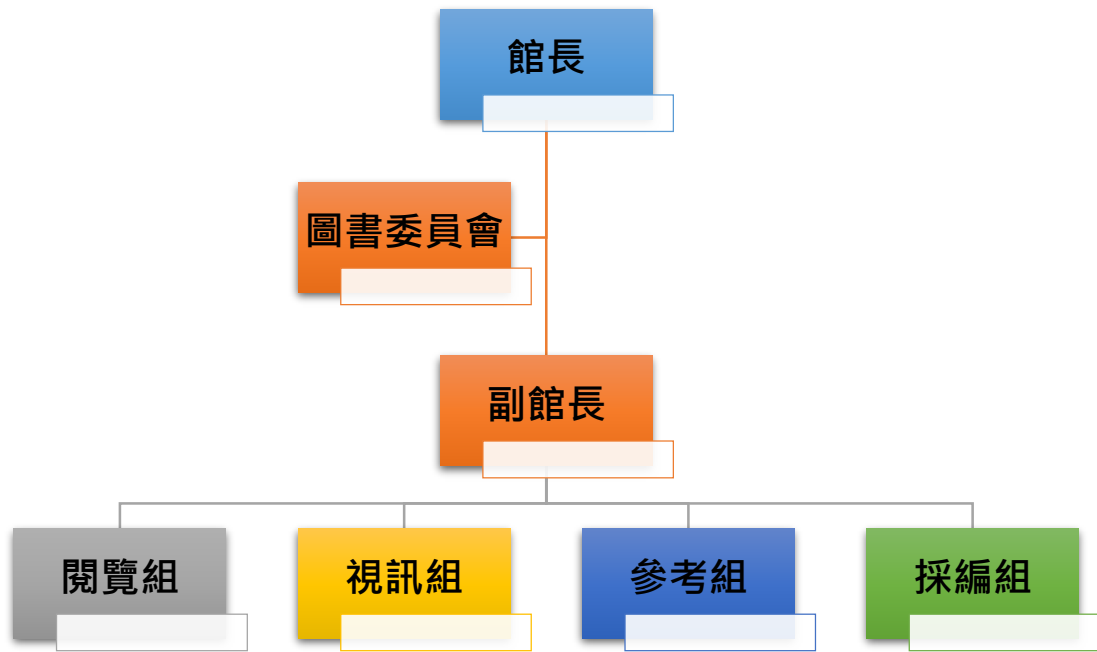 館長
圖書委員會
副館長
閱覽組
視訊組
參考組
採編組